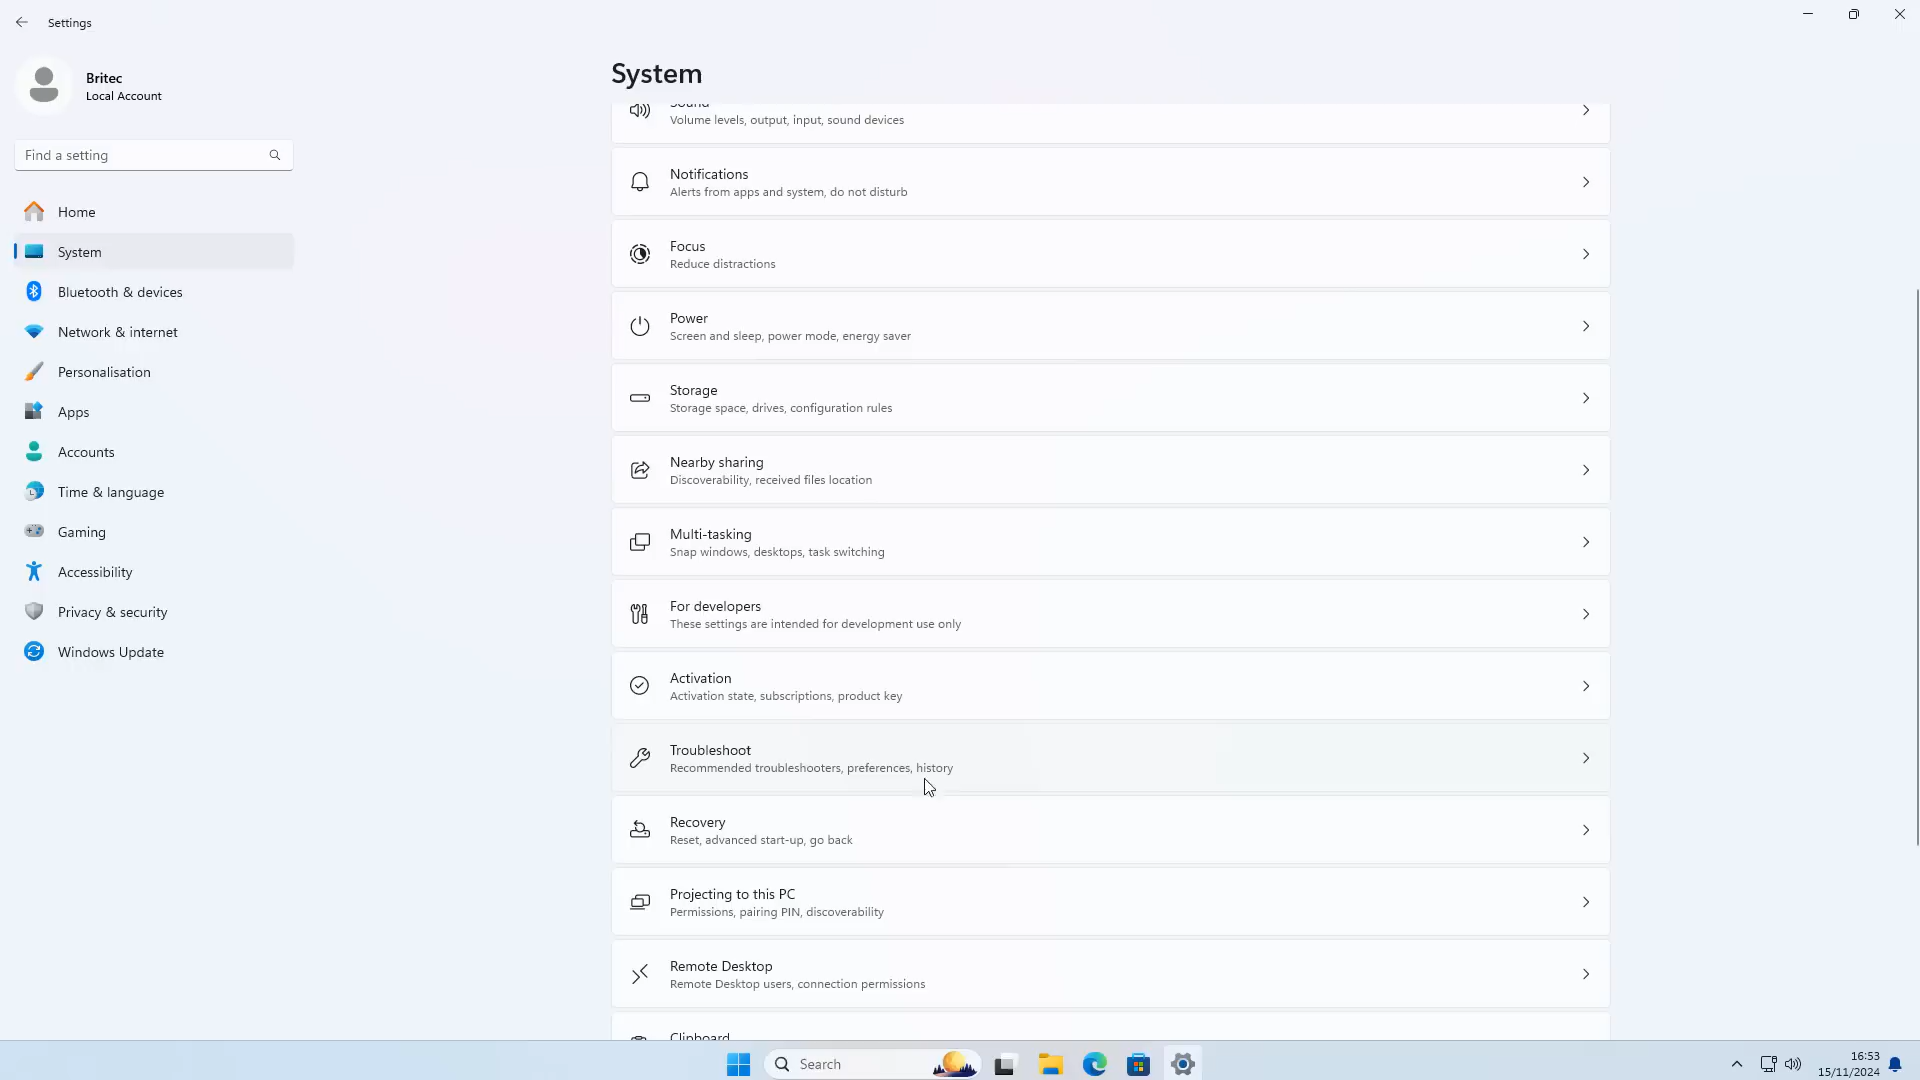 Settings
Britec
Local Account
Find a setting
Home
System
Bluetooth & devices
Network & internet
Personalisation
Apps
Accounts
Time & language
Gaming
Accessibility
Privacy & security
Windows Update
System
Sound
Volume levels, output, input, sound devices
Notifications
Alerts from apps and system, do not disturb
Focus
Reduce distractions
Power
Screen and sleep, power mode, energy saver
Storage
Storage space, drives, configuration rules
Nearby sharing
Discoverability, received files location
Multi-tasking
Snap windows, desktops, task switching
For developers
These settings are intended for development use only
Activation
Activation state, subscriptions, product key
Troubleshoot
Recommended troubleshooters, preferences, history
Recovery
Reset, advanced start-up, go back
Projecting to this PC
Permissions, pairing PIN, discoverability
Remote Desktop
Remote Desktop users, connection permissions
Clipboard
Search
16:53
15/11/2024